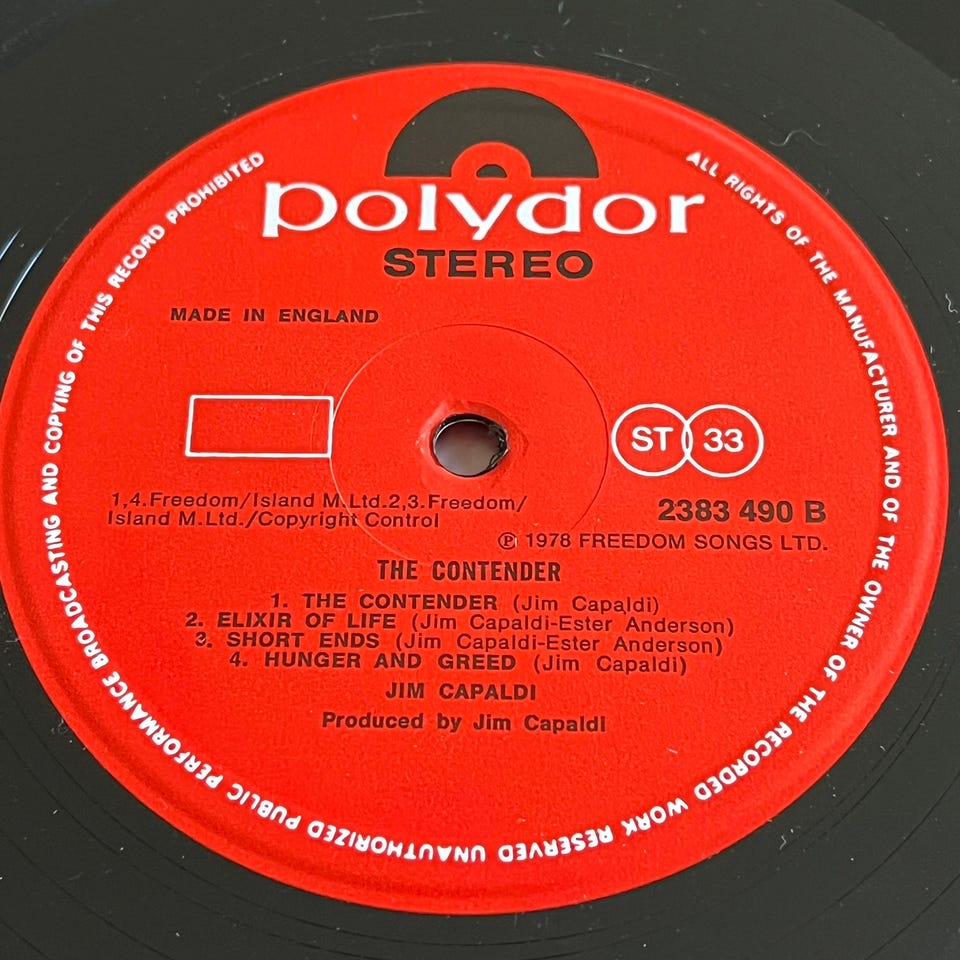 polydor
STEREO
MADE IN ENGLAND
ST 33
1,4.Freedom/Island M.Ltd.2,3.Freedom/
Island M.Ltd./Copyright Control
2383 490 B
Ⓟ 1978 FREEDOM SONGS LTD.
THE CONTENDER
1. THE CONTENDER (Jim Capaldi)
2. ELIXIR OF LIFE (Jim Capaldi-Ester Anderson)
3. SHORT ENDS (Jim Capaldi-Ester Anderson)
4. HUNGER AND GREED (Jim Capaldi)
JIM CAPALDI
Produced by Jim Capaldi
ALL RIGHTS OF THE MANUFACTURER AND OF THE OWNER OF THE RECORDED WORK RESERVED UNAUTHORIZED PUBLIC PERFORMANCE BROADCASTING AND COPYING OF THIS RECORD PROHIBITED